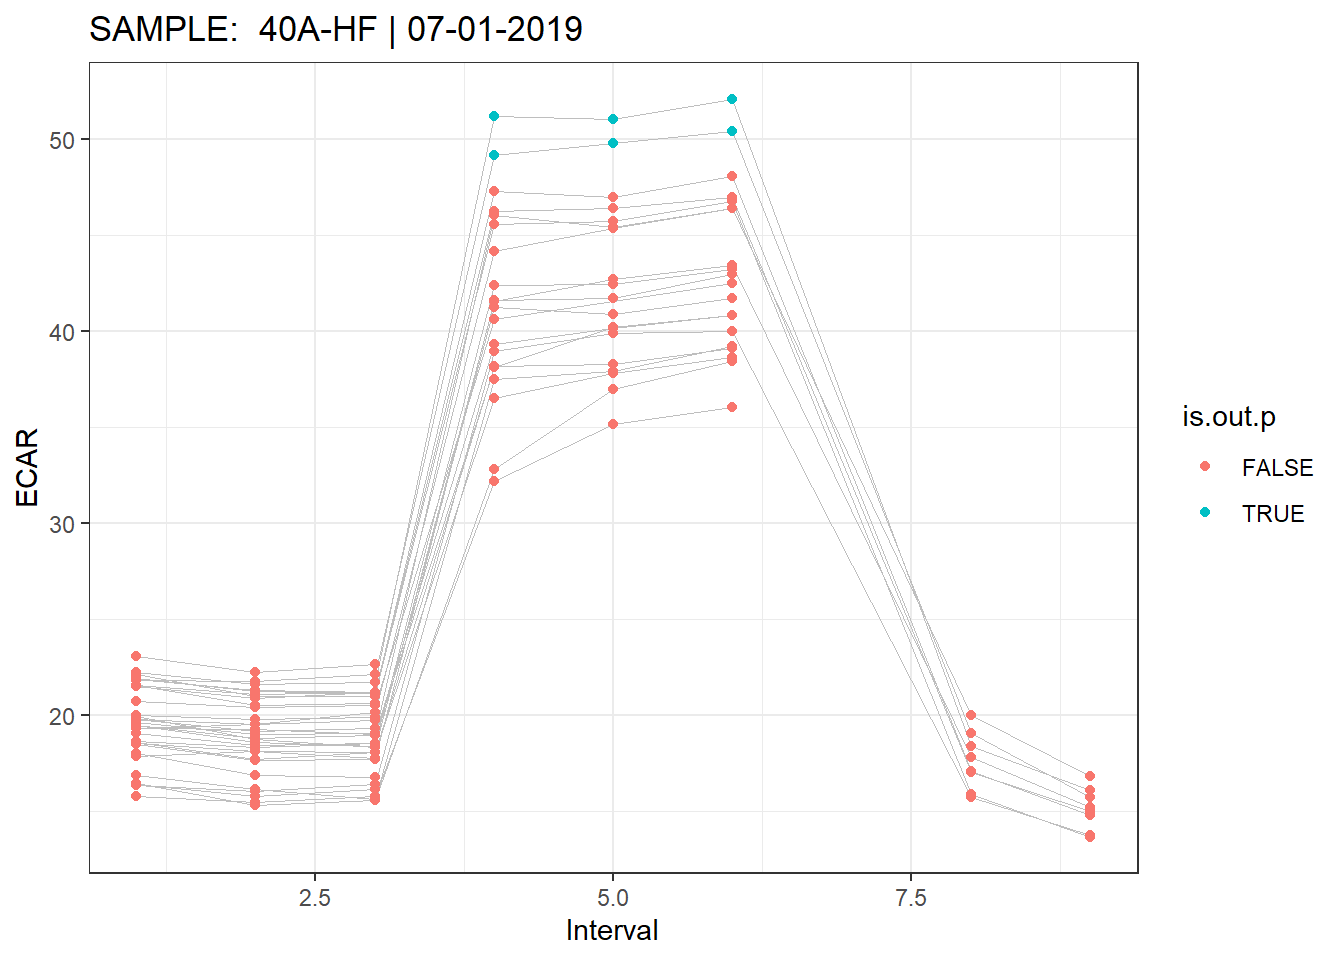 SAMPLE:  40A-HF | 07-01-2019
50
40
30
20
ECAR
2.5
5.0
7.5
Interval
is.out.p
FALSE
TRUE